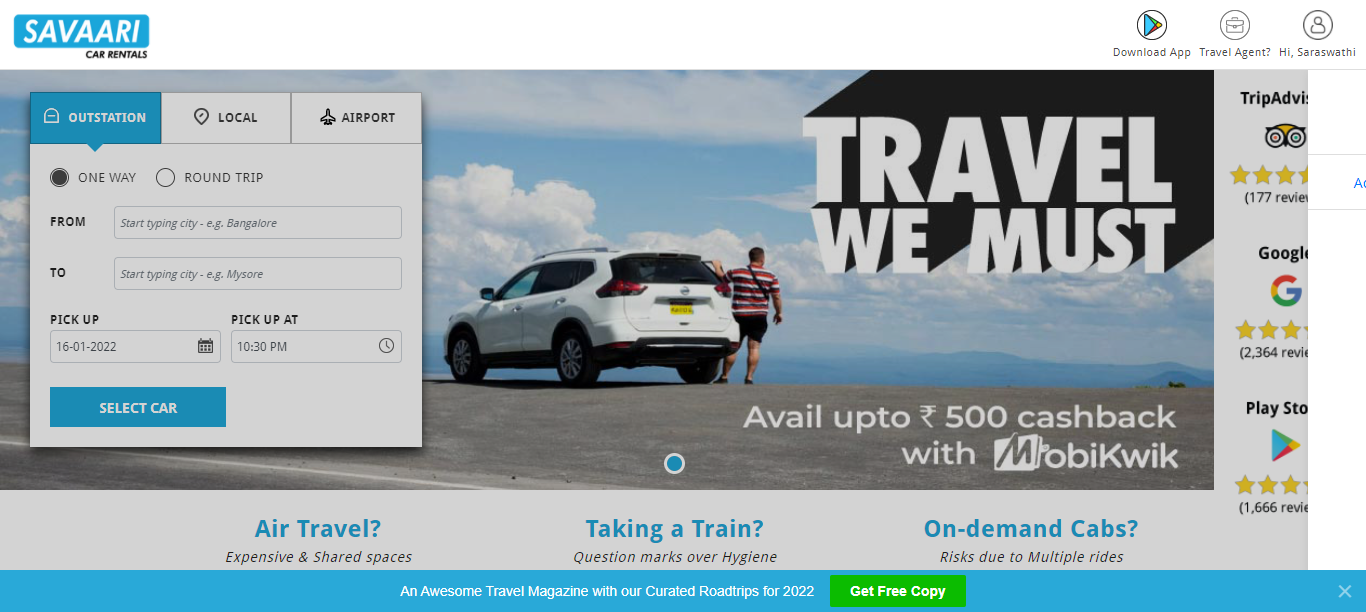 SAVAARI
CAR RENTALS
Download App
Travel Agent?
Hi, Saraswathi
OUTSTATION
LOCAL
AIRPORT
ONE WAY
ROUND TRIP
FROM
Start typing city - e.g. Bangalore
TO
Start typing city - e.g. Mysore
PICK UP
PICK UP AT
16-01-2022
10:30 PM
SELECT CAR
TRAVEL
WE MUST
Avail upto ₹ 500 cashback
with MobiKwik
TripAdvis
(177 review
Google
(2,364 revie
Play Sto
(1,666 revie
Air Travel?
Expensive & Shared spaces
Taking a Train?
Question marks over Hygiene
On-demand Cabs?
Risks due to Multiple rides
An Awesome Travel Magazine with our Curated Roadtrips for 2022
Get Free Copy